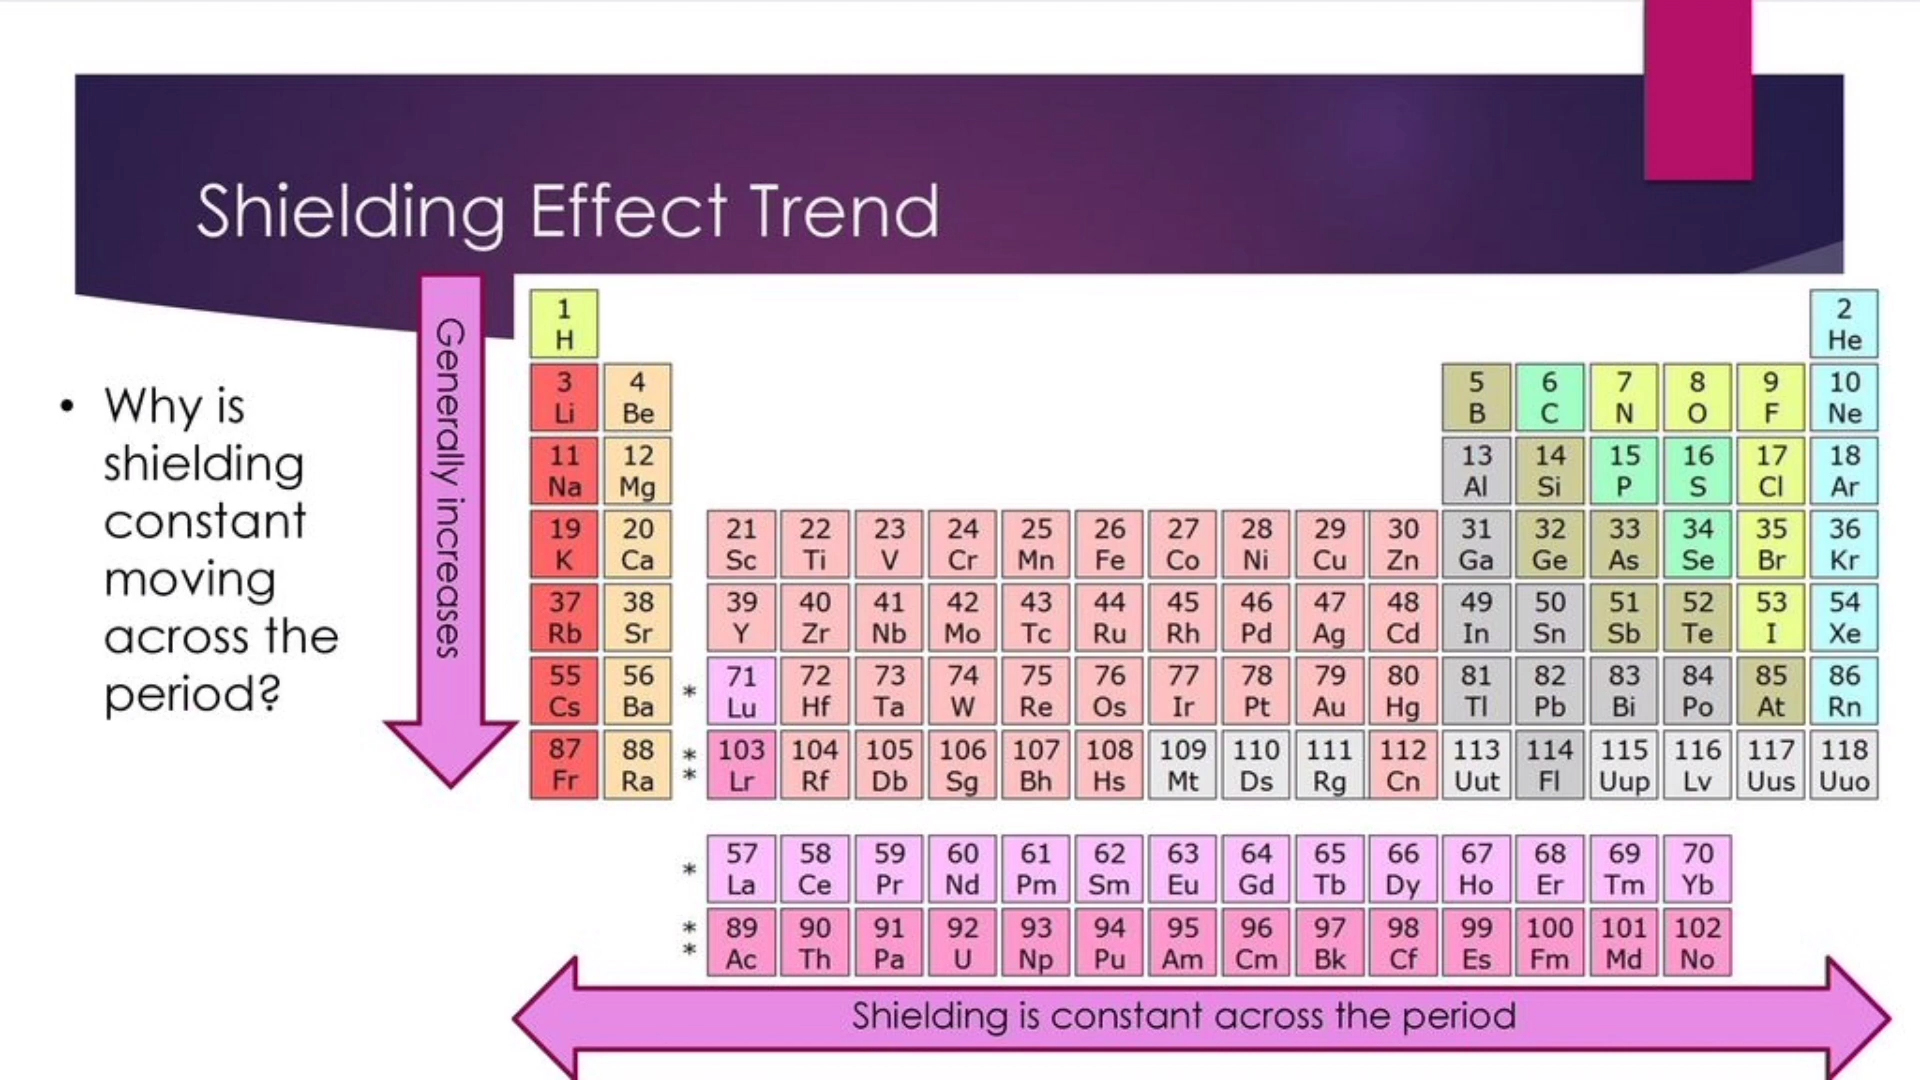 Shielding Effect Trend
Generally increases
• Why is
shielding
constant
moving
across the
period?
1 2
H He
3 4 5 6 7 8 9 10
Li Be B C N O F Ne
11 12 13 14 15 16 17 18
Na Mg Al Si P S Cl Ar
19 20 21 22 23 24 25 26 27 28 29 30 31 32 33 34 35 36
K Ca Sc Ti V Cr Mn Fe Co Ni Cu Zn Ga Ge As Se Br Kr
37 38 39 40 41 42 43 44 45 46 47 48 49 50 51 52 53 54
Rb Sr Y Zr Nb Mo Tc Ru Rh Pd Ag Cd In Sn Sb Te I Xe
55 56 * 71 72 73 74 75 76 77 78 79 80 81 82 83 84 85 86
Cs Ba Lu Hf Ta W Re Os Ir Pt Au Hg Tl Pb Bi Po At Rn
87 88 * 103 104 105 106 107 108 109 110 111 112 113 114 115 116 117 118
Fr Ra * Lr Rf Db Sg Bh Hs Mt Ds Rg Cn Uut Fl Uup Lv Uus Uuo
* 57 58 59 60 61 62 63 64 65 66 67 68 69 70
La Ce Pr Nd Pm Sm Eu Gd Tb Dy Ho Er Tm Yb
* 89 90 91 92 93 94 95 96 97 98 99 100 101 102
* Ac Th Pa U Np Pu Am Cm Bk Cf Es Fm Md No
Shielding is constant across the period